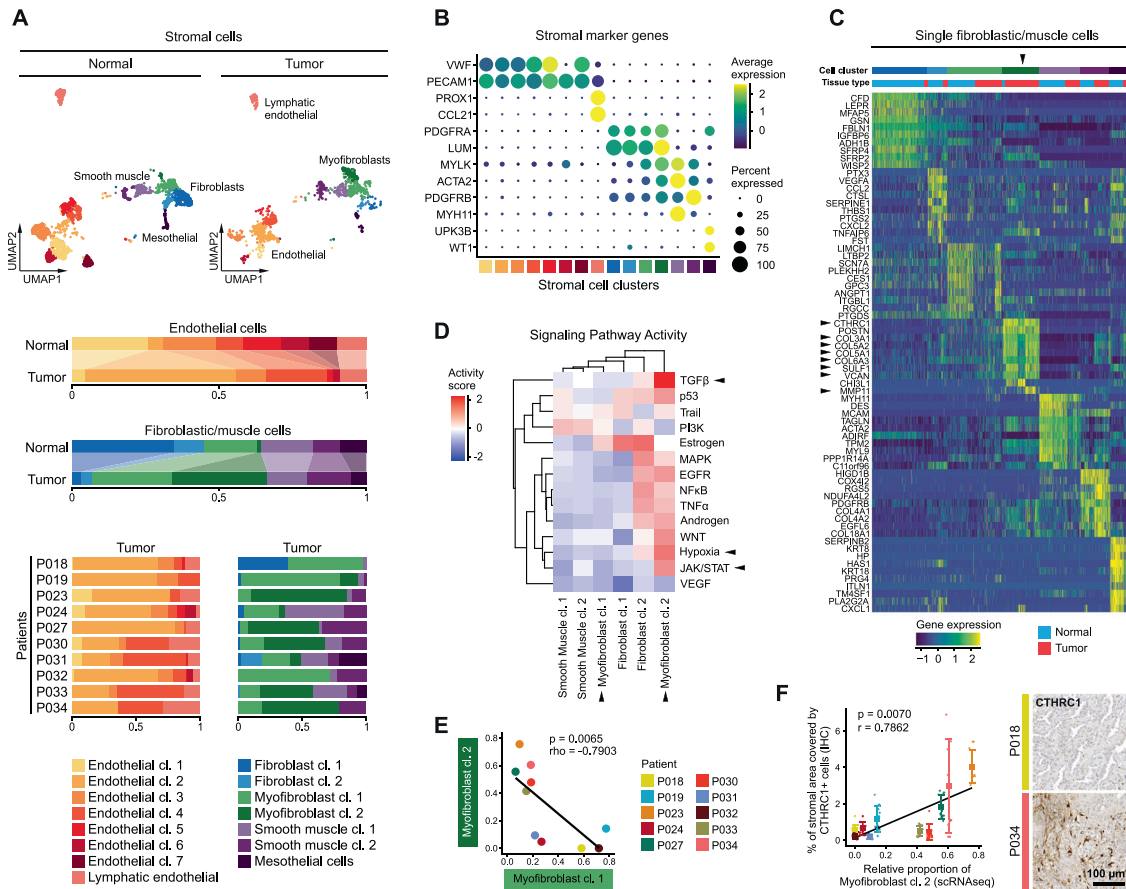 A
Stromal cells
Normal
Tumor
Lymphatic
endothelial
Myofibroblasts
Smooth muscle
Fibroblasts
Mesothelial
Endothelial
UMAP2
UMAP1
UMAP2
UMAP1
Endothelial cells
Normal
Tumor
0 0.5 1
Fibroblastic/muscle cells
Normal
Tumor
0 0.5 1
Tumor
Tumor
Patients
P018
P019
P023
P024
P027
P030
P031
P032
P033
P034
0 0.5 1
0 0.5 1
Endothelial cl. 1
Endothelial cl. 2
Endothelial cl. 3
Endothelial cl. 4
Endothelial cl. 5
Endothelial cl. 6
Endothelial cl. 7
Lymphatic endothelial
Fibroblast cl. 1
Fibroblast cl. 2
Myofibroblast cl. 1
Myofibroblast cl. 2
Smooth muscle cl. 1
Smooth muscle cl. 2
Mesothelial cells
B
Stromal marker genes
VWF
PECAM1
PROX1
CCL21
PDGFRA
LUM
MYLK
ACTA2
PDGFRB
MYH11
UPK3B
WT1
Stromal cell clusters
Average
expression
2
1
0
Percent
expressed
0
25
50
75
100
C
Single fibroblastic/muscle cells
Cell cluster
Tissue type
CFD
LEPR
MFAP5
GSN
FBLN1
IGFBP6
ADH1B
SFRP4
SFRP2
WISP2
PTX3
VEGFA
CCL2
CTSL
SERPINE1
THBS1
PTGS2
CXCL2
TNFAIP6
FST
LIMCH1
LTBP2
SCN7A
PLEKHH2
CES1
GPC3
ANGPT1
ITGBL1
RGCC
PTGDS
CTHRC1
POSTN
COL3A1
COL5A2
COL5A1
COL6A3
SULF1
VCAN
CHI3L1
MMP11
MYH11
DES
MCAM
TAGLN
ACTA2
ADIRF
TPM2
MYL9
PPP1R14A
C11orf96
HIGD1B
COX4I2
RGS5
NDUFA4L2
PDGFRB
COL4A1
COL4A2
EGFL6
COL18A1
SERPINB2
KRT8
HP
HAS1
KRT18
PRG4
ITLN1
TM4SF1
PLA2G2A
CXCL1
Gene expression
−1 0 1 2
Normal
Tumor
D
Signaling Pathway Activity
Activity
score
2
1
0
-2
TGFβ
p53
Trail
PI3K
Estrogen
MAPK
EGFR
NFκB
TNFα
Androgen
WNT
Hypoxia
JAK/STAT
VEGF
Smooth Muscle cl. 1
Smooth Muscle cl. 2
Myofibroblast cl. 1
Fibroblast cl. 1
Fibroblast cl. 2
Myofibroblast cl. 2
E
Myofibroblast cl. 2
0.8
0.6
0.4
0.2
0.0
p = 0.0065
rho = −0.7903
0.0 0.2 0.4 0.6 0.8
Myofibroblast cl. 1
Patient
P018
P019
P023
P024
P027
P030
P031
P032
P033
P034
F
% of stromal area covered by
CTHRC1+ cells (IHC)
p = 0.0070
r = 0.7862
8
6
4
2
0
0.0 0.2 0.4 0.6 0.8
Relative proportion of
Myofibroblast cl. 2 (scRNAseq)
P018
CTHRC1
P034
100 µm